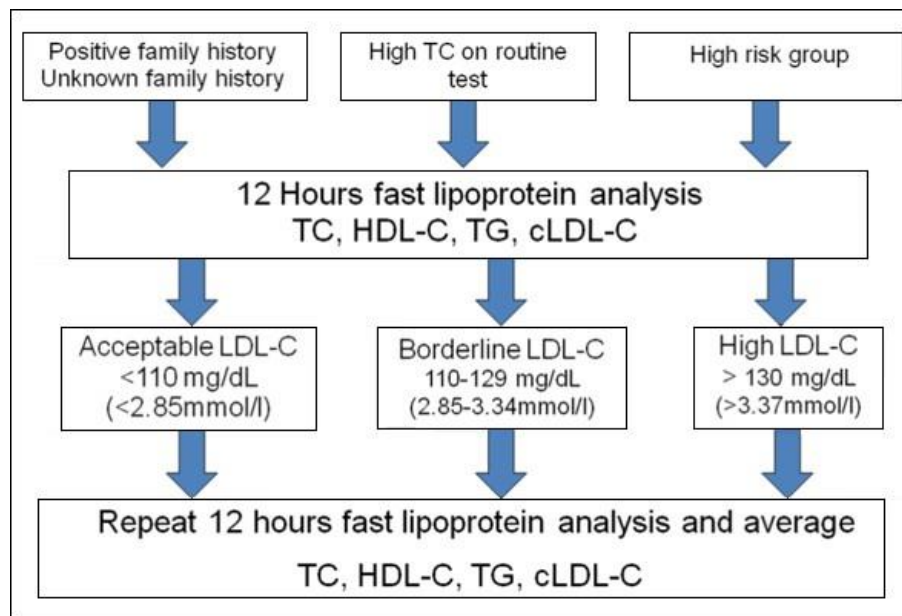 Positive family history
Unknown family history
High TC on routine
test
High risk group
12 Hours fast lipoprotein analysis
TC, HDL-C, TG, cLDL-C
Acceptable LDL-C
<110 mg/dL
(<2.85mmol/l)
Borderline LDL-C
110-129 mg/dL
(2.85-3.34mmol/l)
High LDL-C
> 130 mg/dL
(>3.37mmol/l)
Repeat 12 hours fast lipoprotein analysis and average
TC, HDL-C, TG, cLDL-C